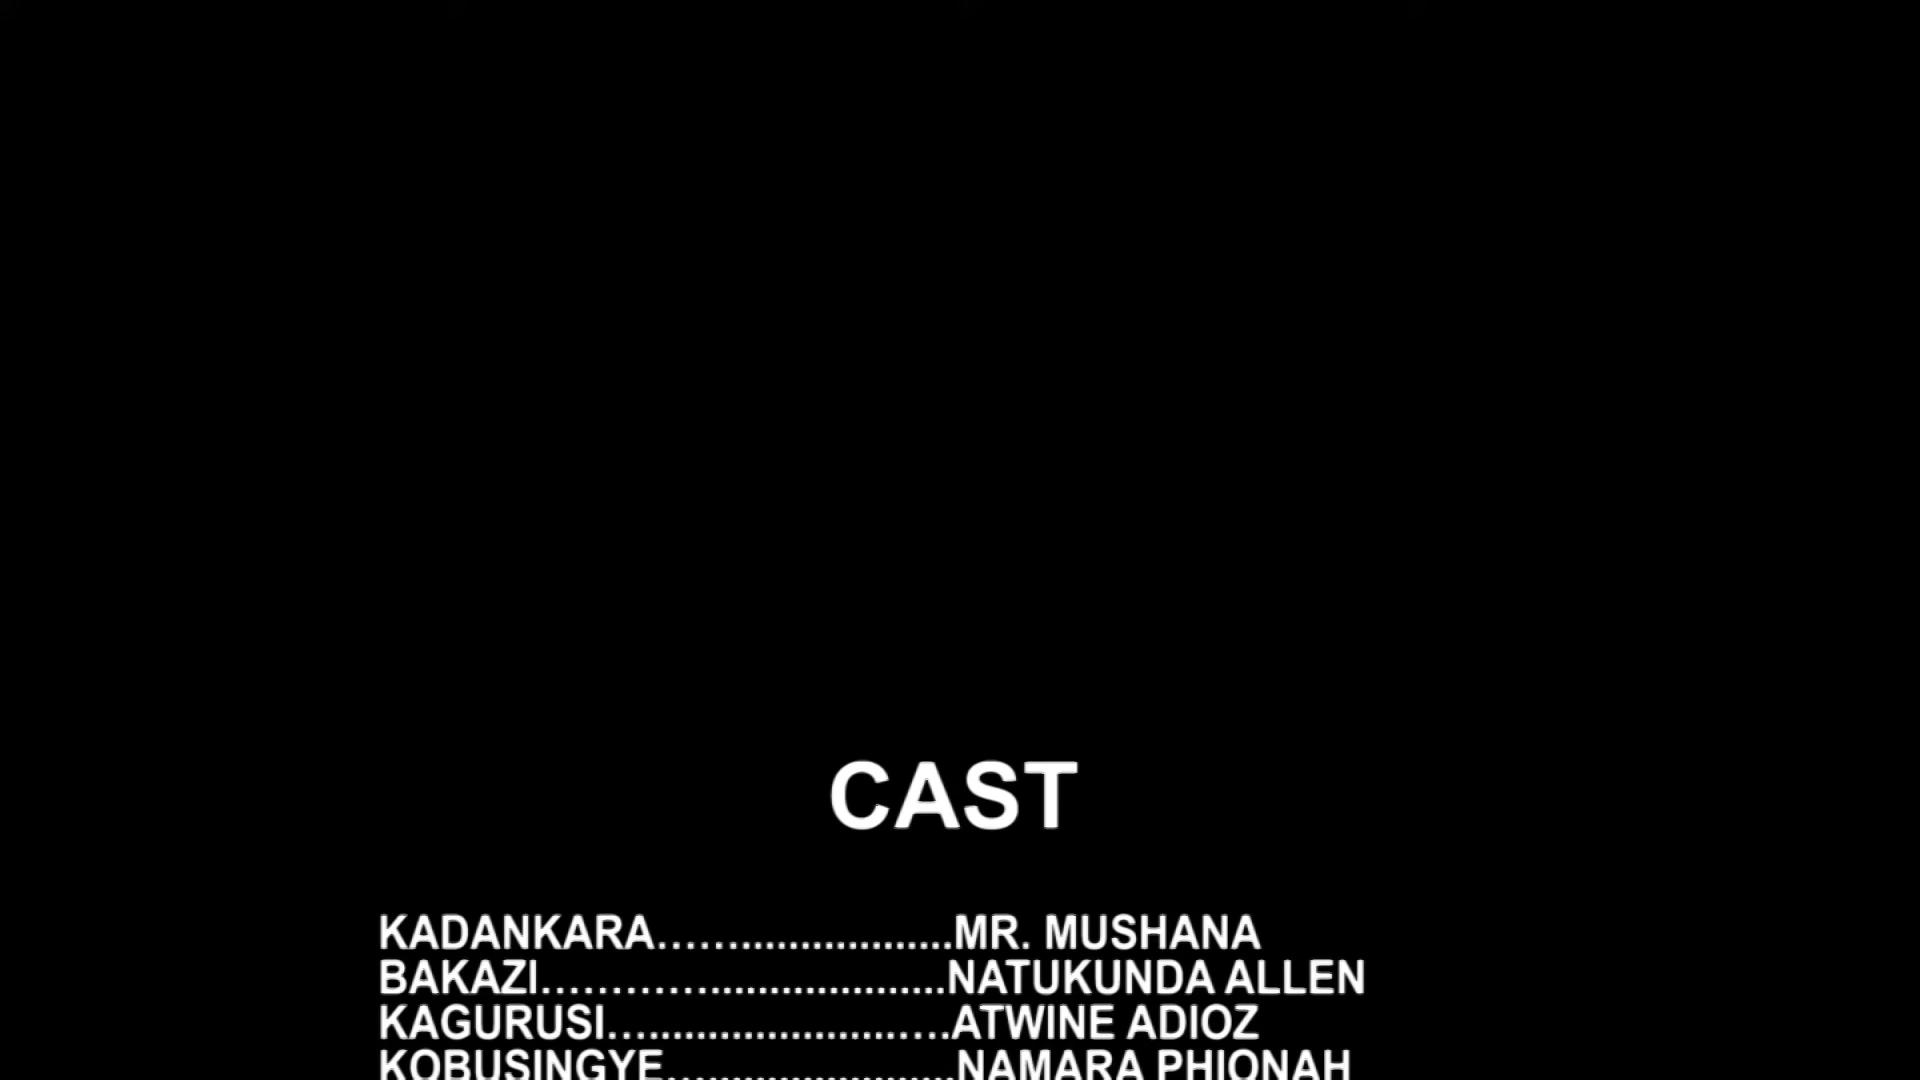 CAST
KADANKARA........................MR. MUSHANA
BAKAZI................................NATUKUNDA ALLEN
KAGURUSI............................ATWINE ADIOZ
KOBUSINGYE........................NAMARA PHIONAH